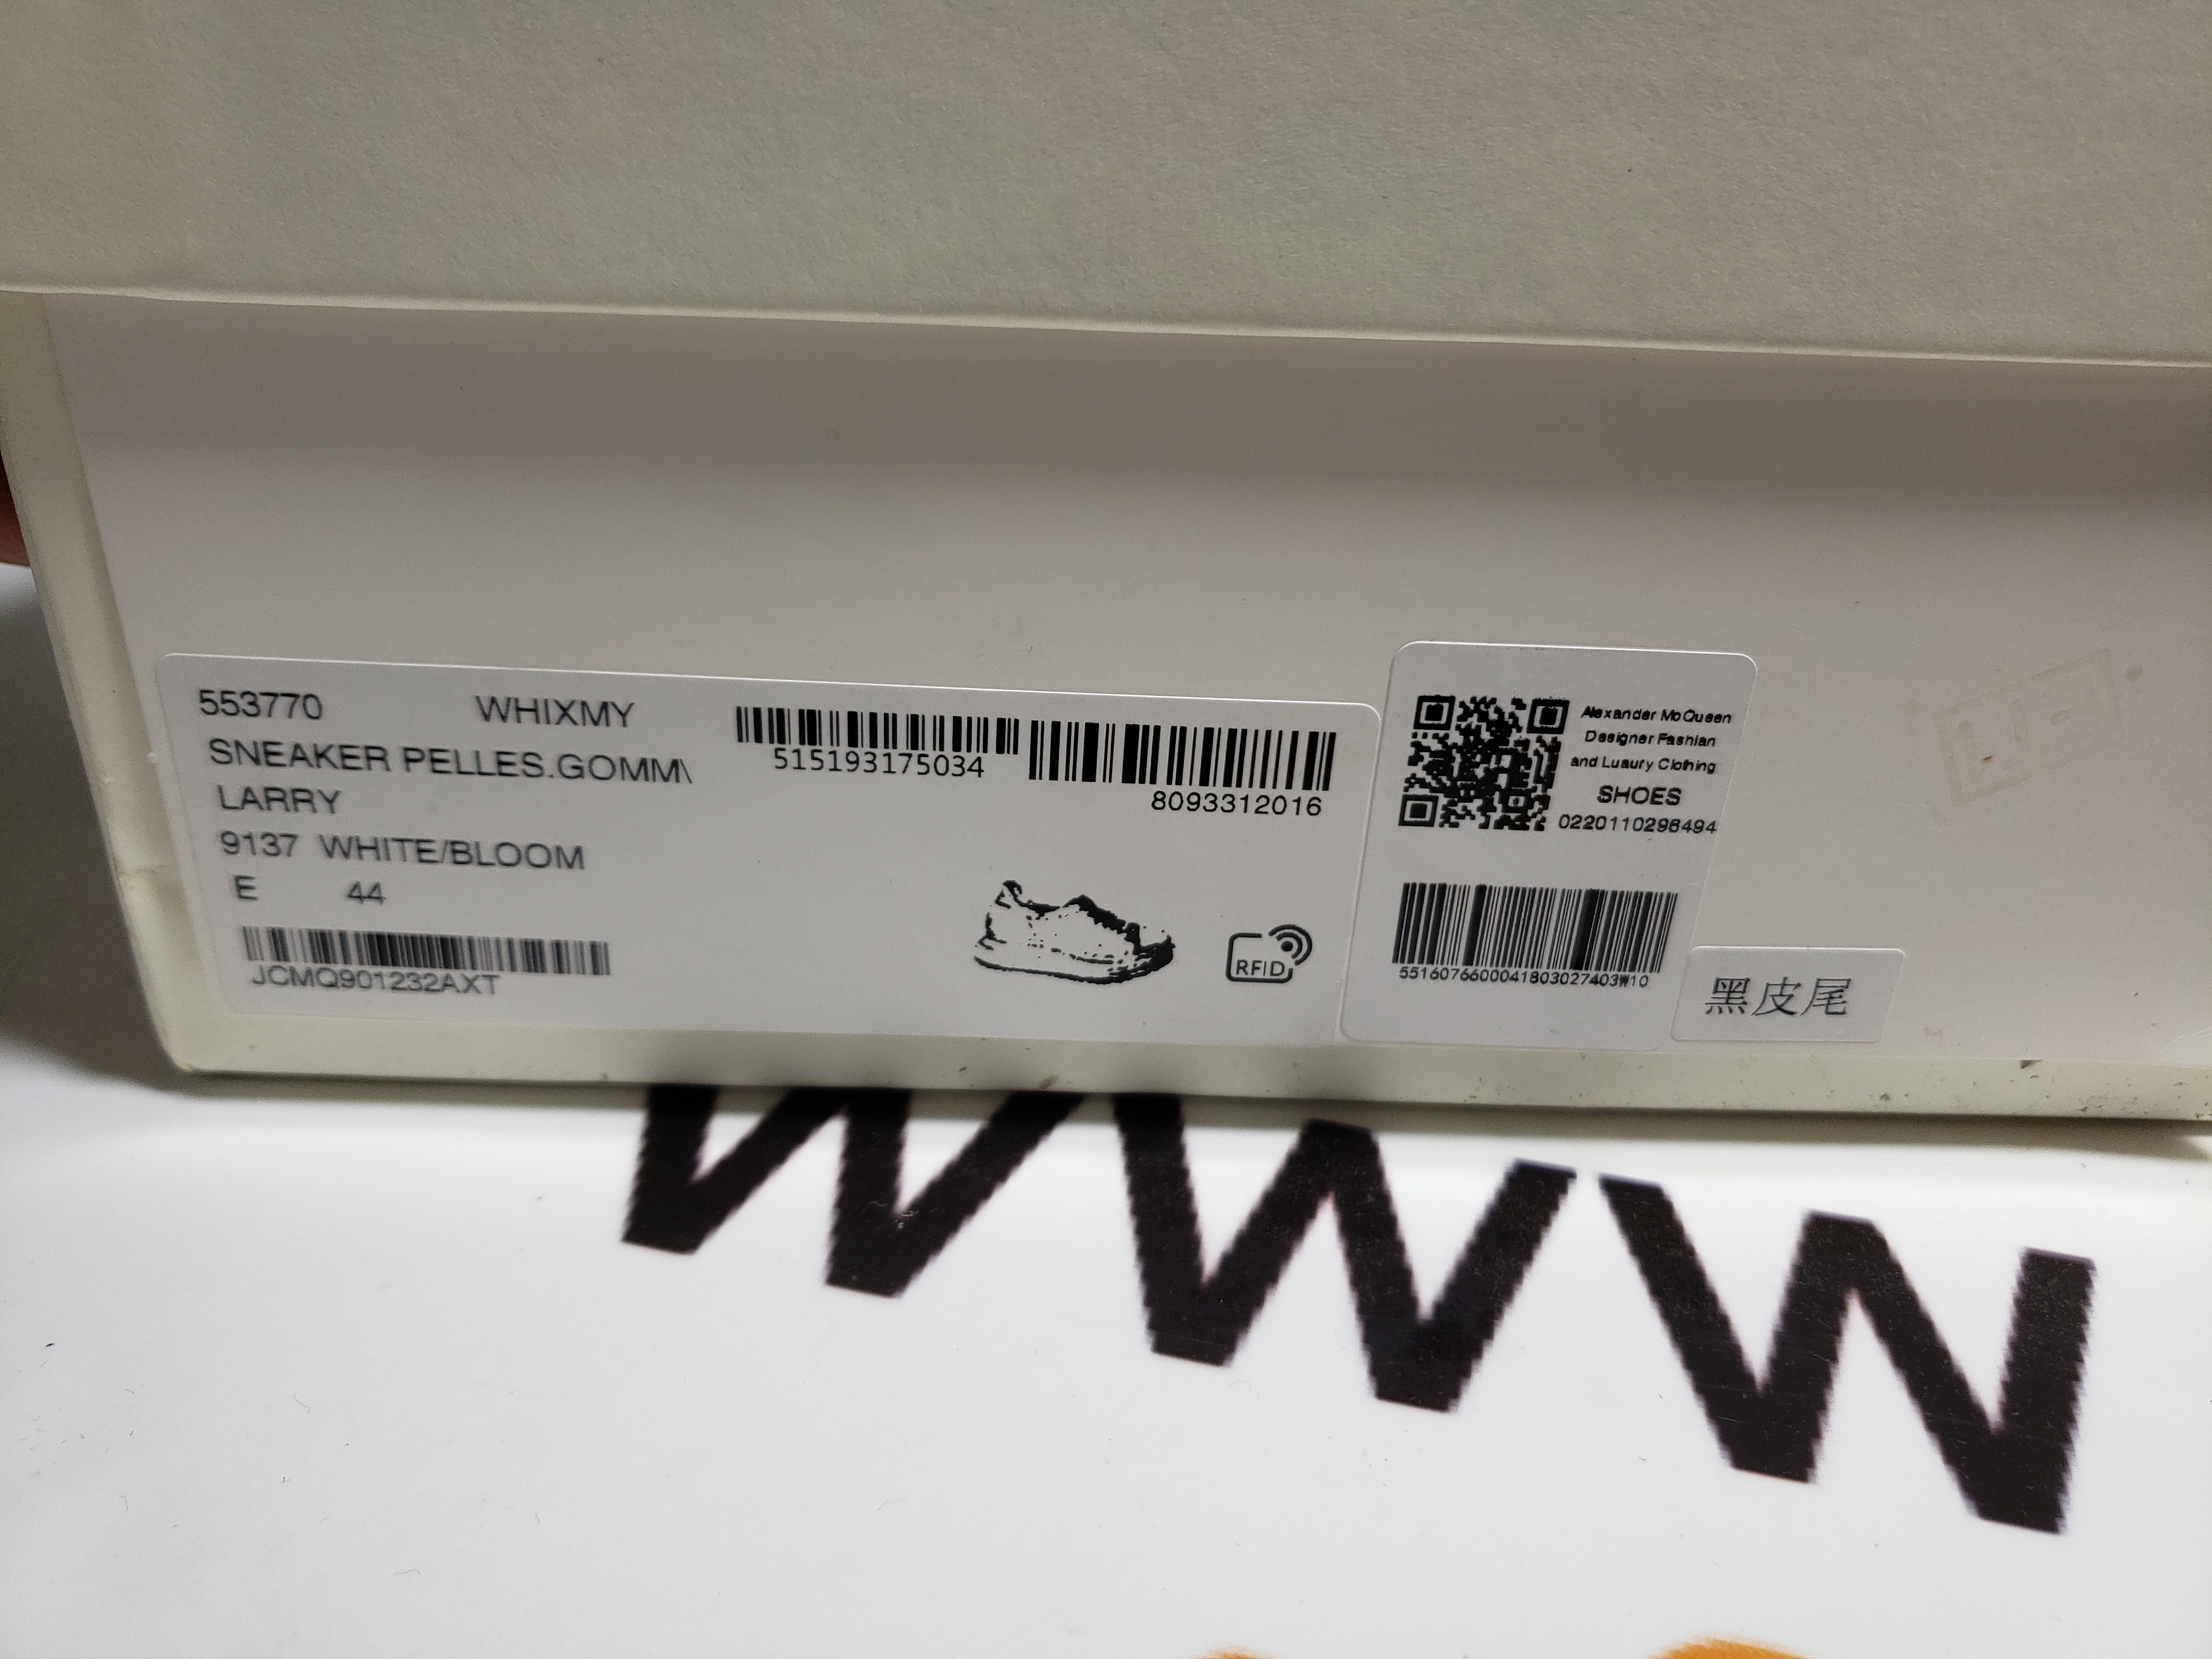 553770 WHIXMY
SNEAKER PELLES.GOMM\
LARRY
9137 WHITE/BLOOM
E 44
JCMQ901232AXT
515193175034
8093312016
RFID
Alexander McQueen
Designer Fashian
and Luaury Clothing
SHOES
0220110298494
5516076600041803027403W10
黑皮尾
WWW